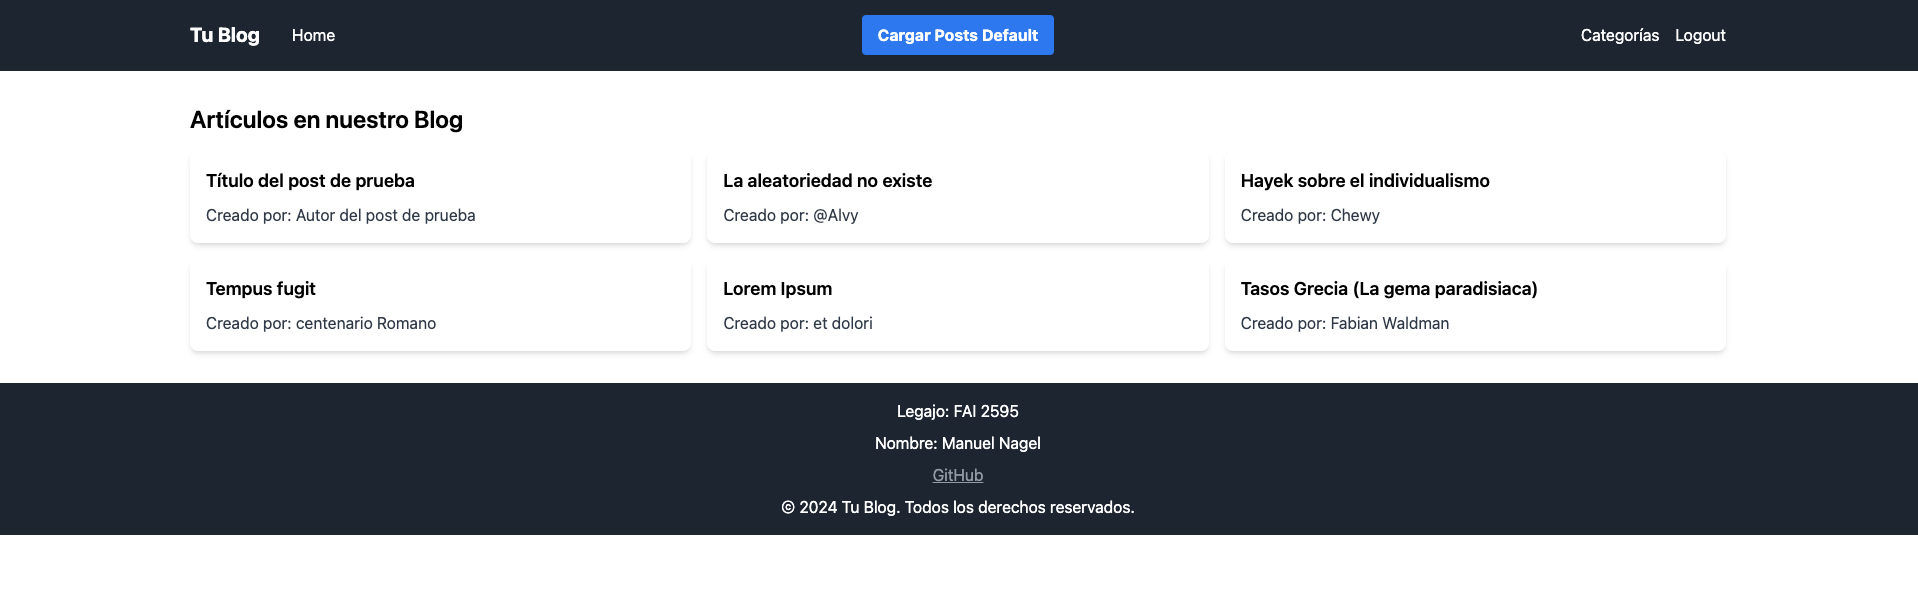 Tu Blog Home Cargar Posts Default Categorías Logout
Artículos en nuestro Blog
Título del post de prueba
Creado por: Autor del post de prueba
La aleatoriedad no existe
Creado por: @Alvy
Hayek sobre el individualismo
Creado por: Chewy
Tempus fugit
Creado por: centenario Romano
Lorem Ipsum
Creado por: et dolori
Tasos Grecia (La gema paradisiaca)
Creado por: Fabian Waldman
Legajo: FAI 2595
Nombre: Manuel Nagel
GitHub
© 2024 Tu Blog. Todos los derechos reservados.